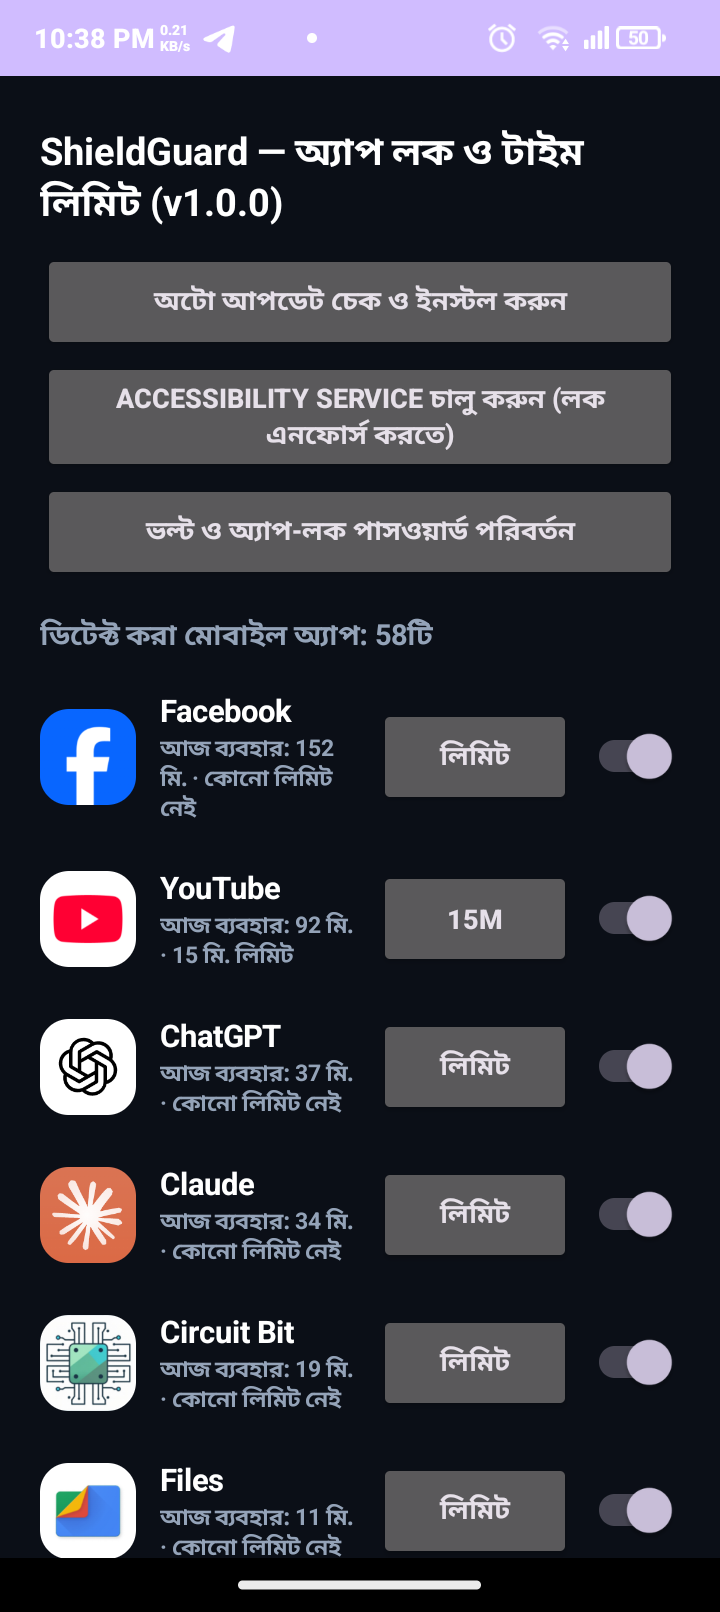 10:38 PM 0.21 KB/s 50
ShieldGuard — অ্যাপ লক ও টাইম
লিমিট (v1.0.0)
অটো আপডেট চেক ও ইনস্টল করুন
ACCESSIBILITY SERVICE চালু করুন (লক
এনফোর্স করতে)
ভল্ট ও অ্যাপ-লক পাসওয়ার্ড পরিবর্তন
ডিটেক্ট করা মোবাইল অ্যাপ: 58টি
Facebook
আজ ব্যবহার: 152
মি. · কোনো লিমিট
নেই
লিমিট
YouTube
আজ ব্যবহার: 92 মি.
· 15 মি. লিমিট
15M
ChatGPT
আজ ব্যবহার: 37 মি.
· কোনো লিমিট নেই
লিমিট
Claude
আজ ব্যবহার: 34 মি.
· কোনো লিমিট নেই
লিমিট
Circuit Bit
আজ ব্যবহার: 19 মি.
· কোনো লিমিট নেই
লিমিট
Files
আজ ব্যবহার: 11 মি.
· কোনো লিমিট নেই
লিমিট